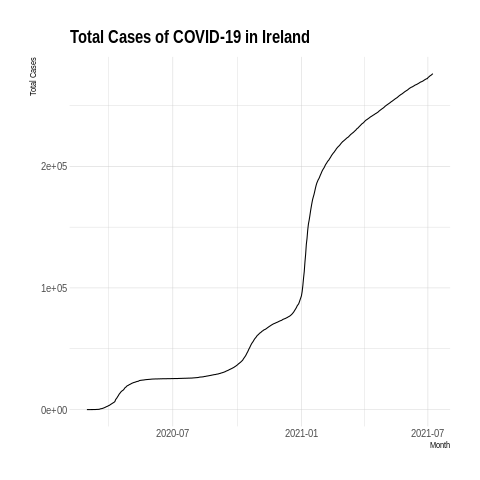 Total Cases of COVID-19 in Ireland
Total Cases
2e+05
1e+05
0e+00
2020-07
2021-01
2021-07
Month